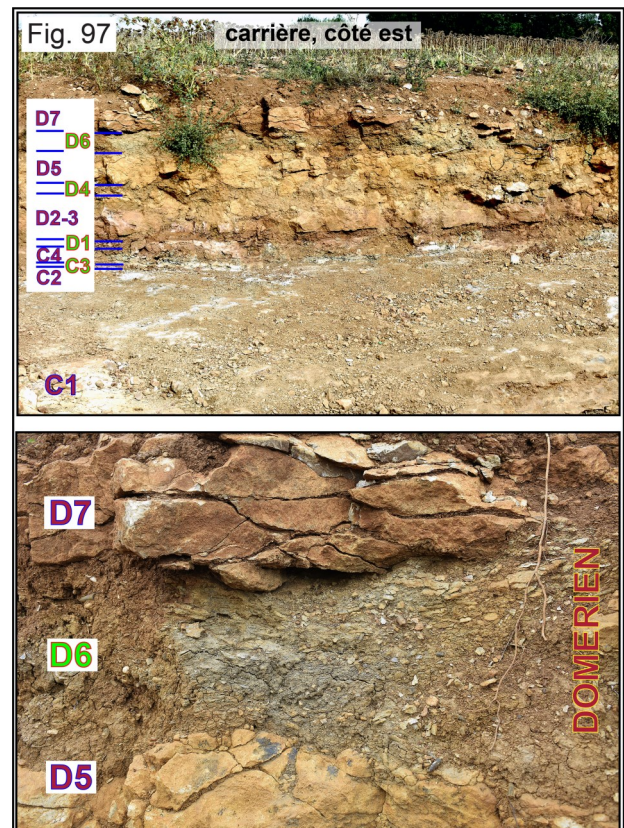 Fig. 97
carrière, côté est
D7
D6
D5
D4
D2-3
D1
C4
C3
C2
C1
D7
D6
D5
DOMERIEN